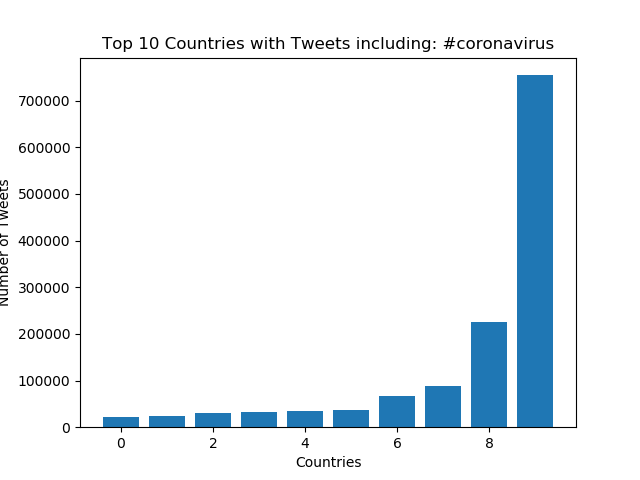 Top 10 Countries with Tweets including: #coronavirus
700000
600000
500000
400000
300000
200000
100000
0
Number of Tweets
0 2 4 6 8
Countries